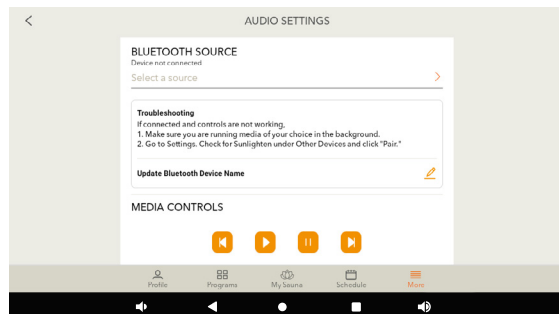 AUDIO SETTINGS
BLUETOOTH SOURCE
Device not connected
Select a source
Troubleshooting
If connected and controls are not working,
1. Make sure you are running media of your choice in the background.
2. Go to Settings. Check for Sunlighten under Other Devices and click "Pair."
Update Bluetooth Device Name
MEDIA CONTROLS
Profile Programs My Sauna Schedule More